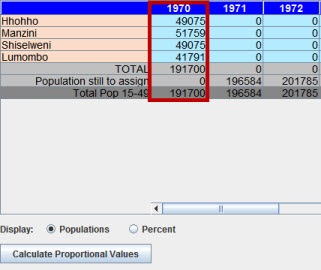 1970 1971 1972
Hhohho 49075 0 0
Manzini 51759 0 0
Shiselweni 49075 0 0
Lumombo 41791 0 0
TOTAL 191700 0 0
Population still to assign 0 196584 201785
Total Pop 15-49 191700 196584 201785
Display: Populations Percent
Calculate Proportional Values